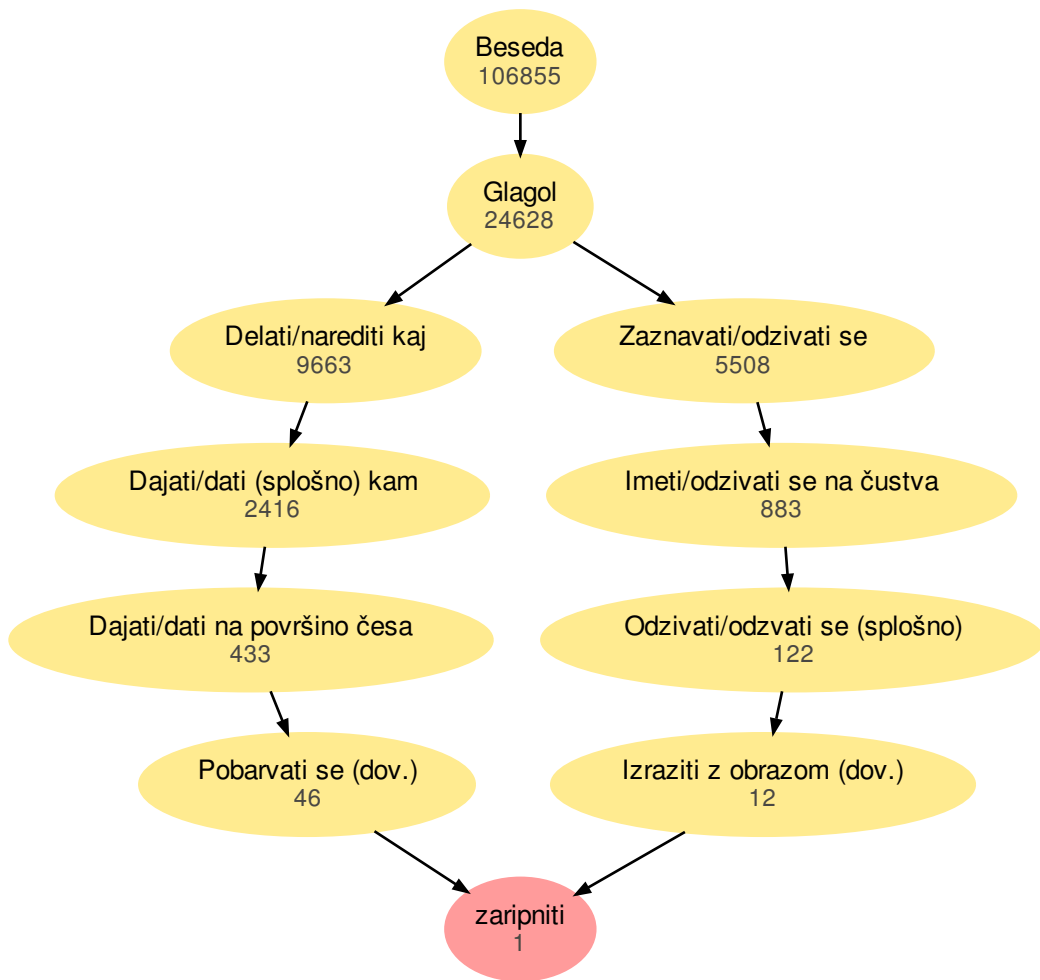 Beseda
106855
Glagol
24628
Delati/narediti kaj
9663
Zaznavati/odzivati se
5508
Dajati/dati (splošno) kam
2416
Imeti/odzivati se na čustva
883
Dajati/dati na površino česa
433
Odzivati/odzvati se (splošno)
122
Pobarvati se (dov.)
46
Izraziti z obrazom (dov.)
12
zaripniti
1